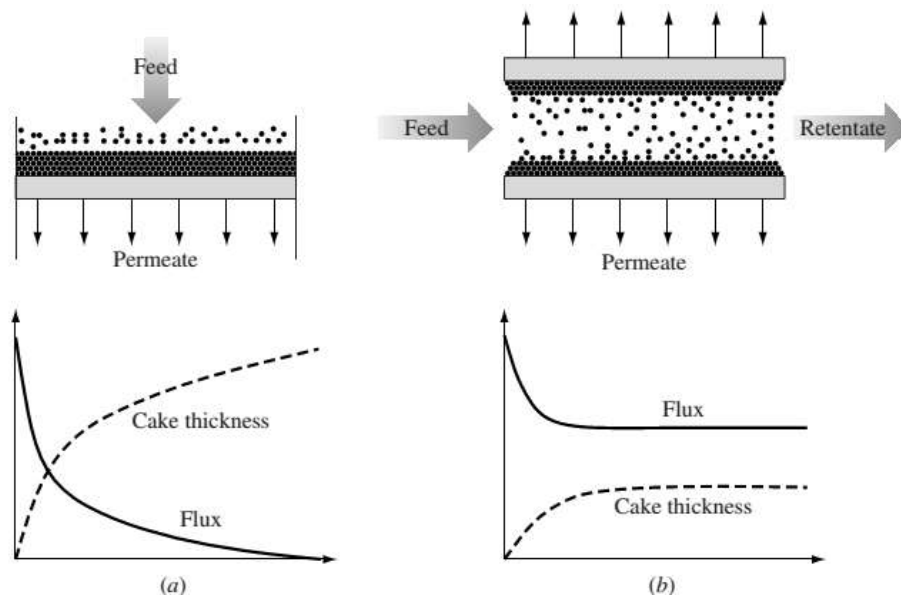 Feed
Permeate
Feed
Retentate
Permeate
Cake thickness
Flux
(a)
Flux
Cake thickness
(b)